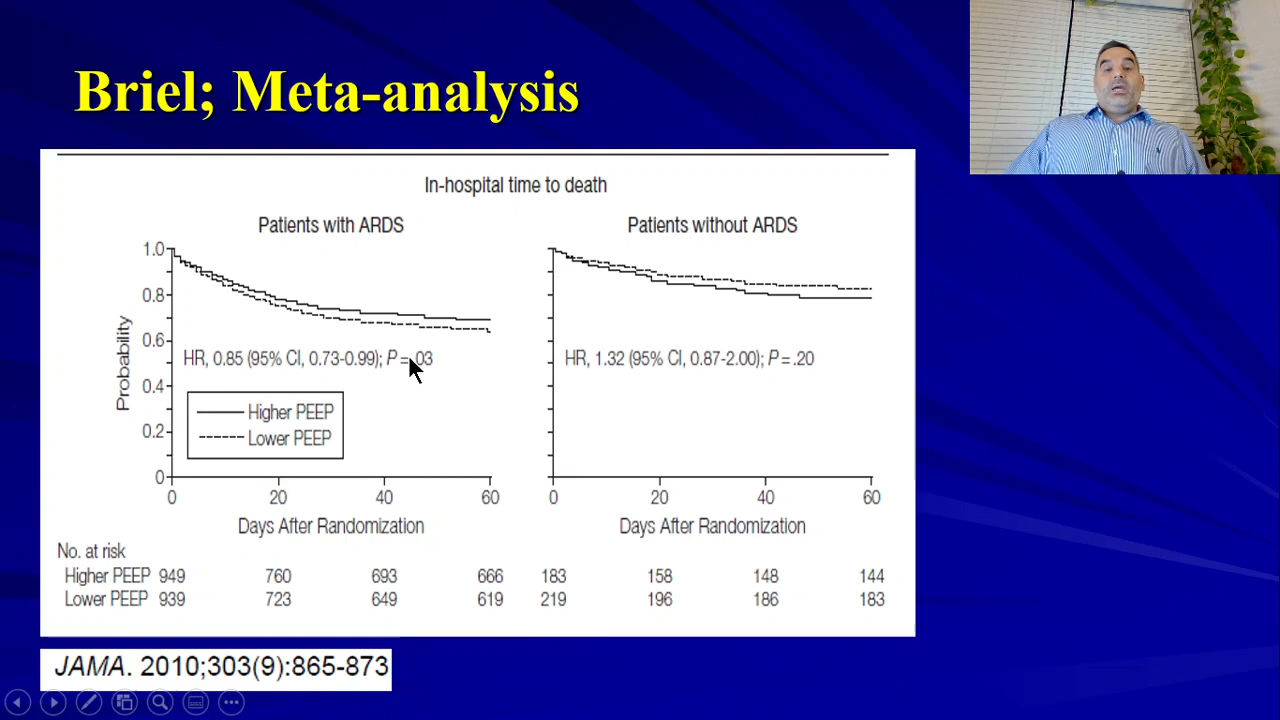 Briel; Meta-analysis
In-hospital time to death
Patients with ARDS
1.0
0.8
0.6
0.4
0.2
0
Probability
HR, 0.85 (95% CI, 0.73-0.99); P = .03
Higher PEEP
Lower PEEP
0 20 40 60
Days After Randomization
Patients without ARDS
HR, 1.32 (95% CI, 0.87-2.00); P = .20
0 20 40 60
Days After Randomization
No. at risk
Higher PEEP 949 760 693 666 183 158 148 144
Lower PEEP 939 723 649 619 219 196 186 183
JAMA. 2010;303(9):865-873